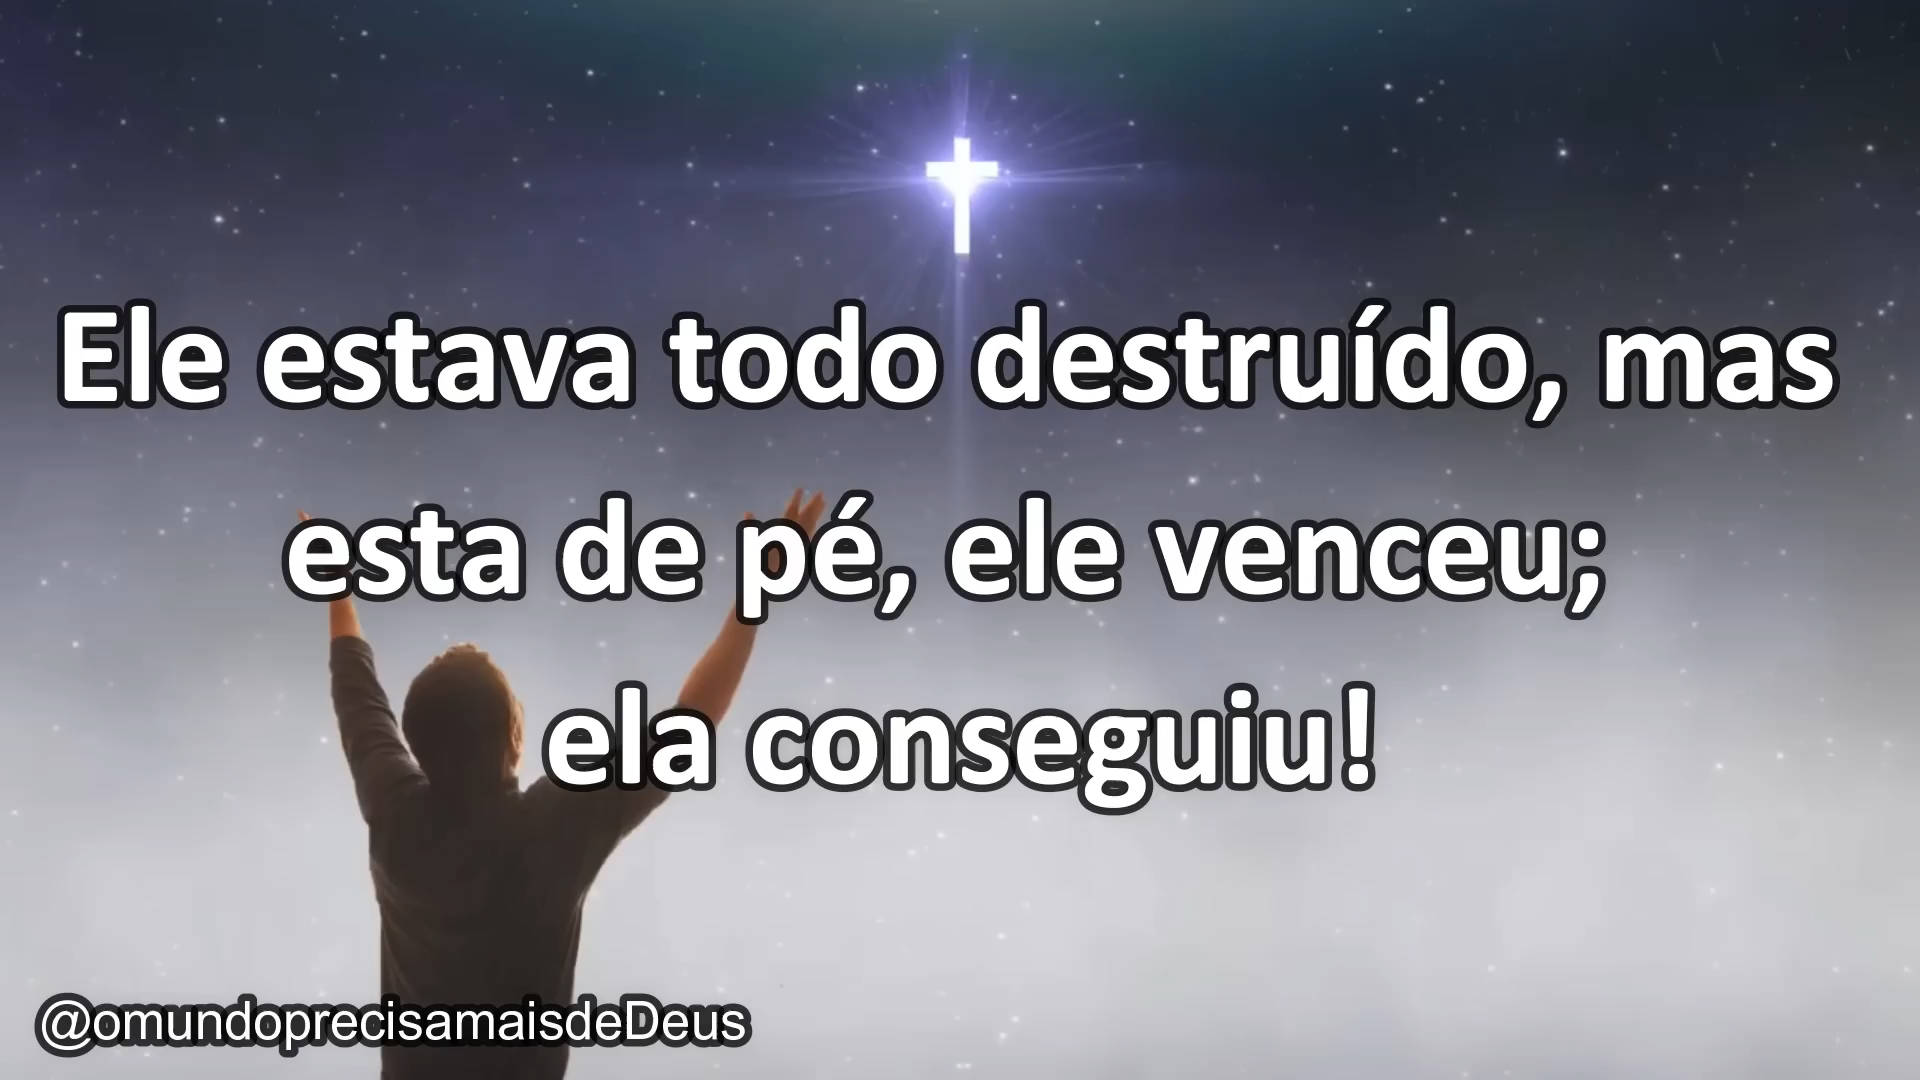 Ele estava todo destruído, mas
esta de pé, ele venceu;
ela conseguiu!
@omundoprecisamaisdeDeus